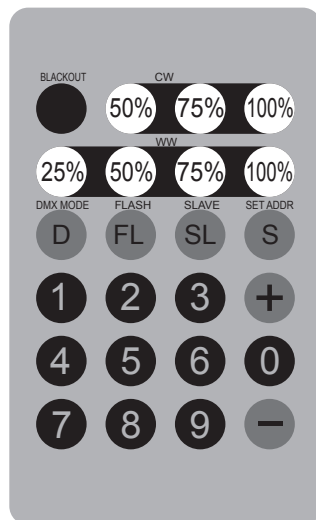 BLACKOUT CW
50% 75% 100%
WW
25% 50% 75% 100%
DMX MODE FLASH SLAVE SET ADDR
D FL SL S
1 2 3 +
4 5 6 0
7 8 9 −